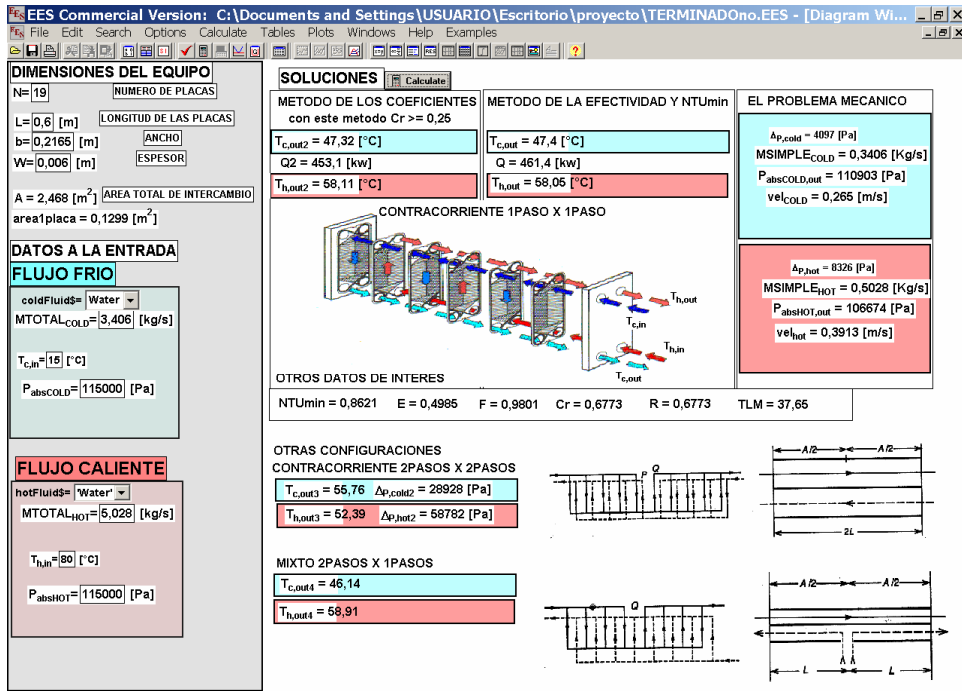 EES Commercial Version: C:\Documents and Settings\USUARIO\Escritorio\proyecto\TERMINADOno.EES - [Diagram Wi...
File Edit Search Options Calculate Tables Plots Windows Help Examples
DIMENSIONES DEL EQUIPO
N= 19 NUMERO DE PLACAS
L= 0,6 [m] LONGITUD DE LAS PLACAS
b= 0,2165 [m] ANCHO
W= 0,006 [m] ESPESOR
A = 2,468 [m2] AREA TOTAL DE INTERCAMBIO
area1placa = 0,1299 [m2]
DATOS A LA ENTRADA
FLUJO FRIO
coldFluid$= Water
MTOTALCOLD= 3,406 [kg/s]
Tc,in= 15 [°C]
PabsCOLD= 115000 [Pa]
FLUJO CALIENTE
hotFluid$= 'Water'
MTOTALHOT= 5,028 [kg/s]
Th,in= 80 [°C]
PabsHOT= 115000 [Pa]
SOLUCIONES Calculate
METODO DE LOS COEFICIENTES
con este metodo Cr >= 0,25
Tc,out2 = 47,32 [°C]
Q2 = 453,1 [kw]
Th,out2 = 58,11 [°C]
METODO DE LA EFECTIVIDAD Y NTUmin
Tc,out = 47,4 [°C]
Q = 461,4 [kw]
Th,out = 58,05 [°C]
EL PROBLEMA MECANICO
ΔP,cold = 4097 [Pa]
MSIMPLECOLD = 0,3406 [Kg/s]
PabsCOLD,out = 110903 [Pa]
velCOLD = 0,265 [m/s]
ΔP,hot = 8326 [Pa]
MSIMPLEHOT = 0,5028 [Kg/s]
PabsHOT,out = 106674 [Pa]
velhot = 0,3913 [m/s]
CONTRACORRIENTE 1PASO X 1PASO
Th,out
Tc,in
Th,in
Tc,out
OTROS DATOS DE INTERES
NTUmin = 0,8621 E = 0,4985 F = 0,9801 Cr = 0,6773 R = 0,6773 TLM = 37,65
OTRAS CONFIGURACIONES
CONTRACORRIENTE 2PASOS X 2PASOS
Tc,out3 = 55,76 ΔP,cold2 = 28928 [Pa]
Th,out3 = 52,39 ΔP,hot2 = 58782 [Pa]
P Q
A/2 A/2
2L
MIXTO 2PASOS X 1PASOS
Tc,out4 = 46,14
Th,out4 = 58,91
Q
A/2 A/2
L L